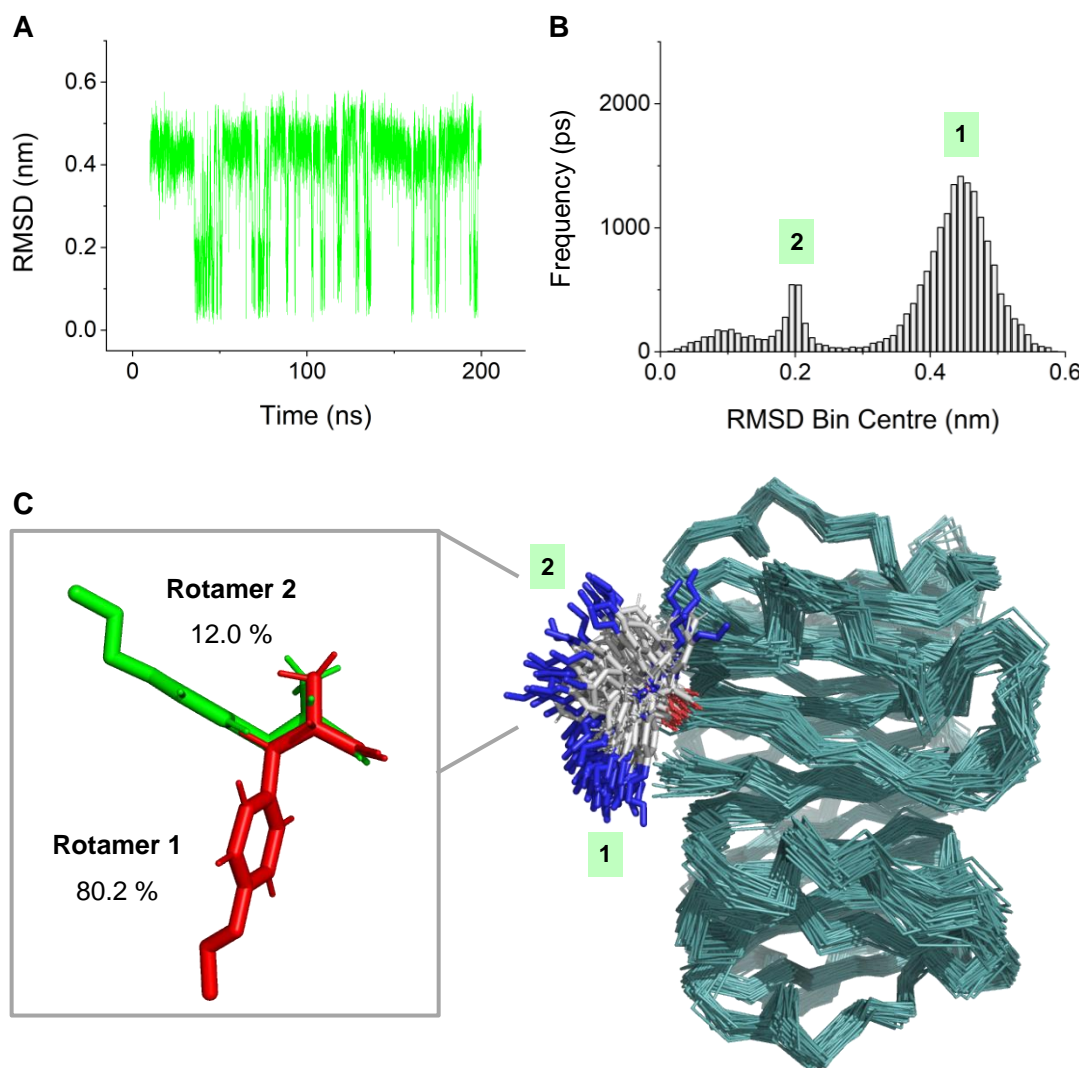 A
RMSD (nm)
0.6
0.4
0.2
0.0
0
100
200
Time (ns)
B
Frequency (ps)
2000
1000
0
0.0
0.2
0.4
0.6
RMSD Bin Centre (nm)
1
2
C
Rotamer 2
12.0 %
Rotamer 1
80.2 %
2
1